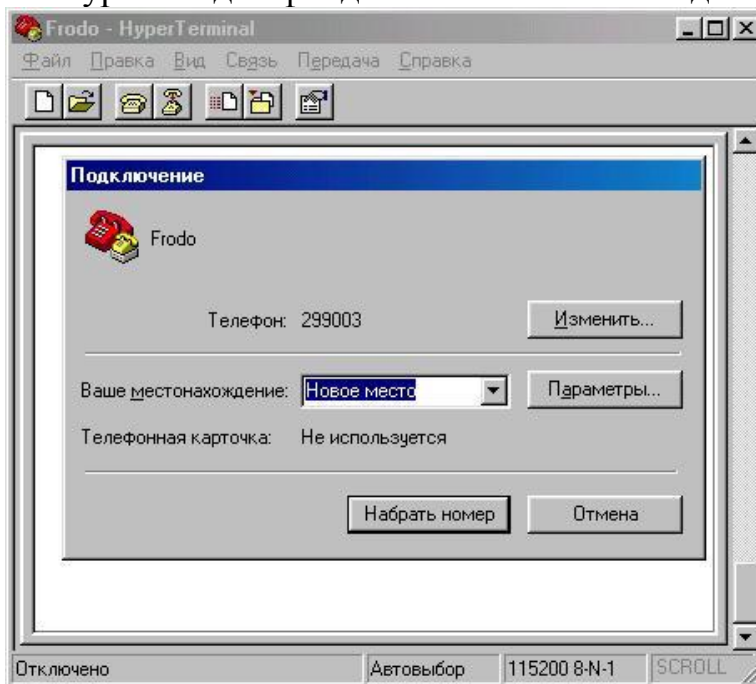 Frodo - HyperTerminal
Файл Правка Вид Связь Передача Справка
Подключение
Frodo
Телефон: 299003 Изменить...
Ваше местонахождение: Новое место Параметры...
Телефонная карточка: Не используется
Набрать номер Отмена
Отключено Автовыбор 115200 8-N-1 SCROLL